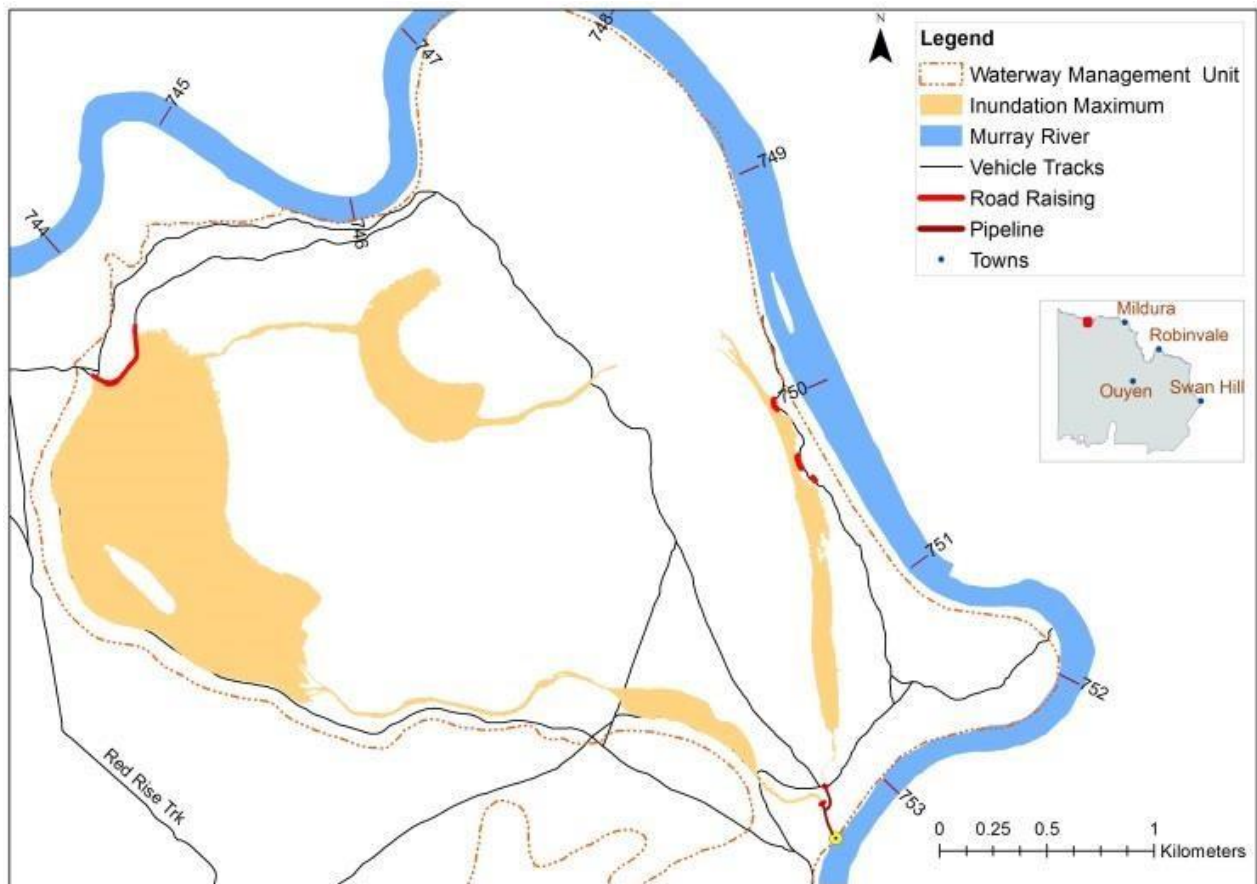 748
N
747
Legend
Waterway Management Unit
Inundation Maximum
Murray River
Vehicle Tracks
Road Raising
Pipeline
Towns
745
749
744
746
Mildura
Robinvale
Ouyen
Swan Hill
750
751
752
Red Rise Trk
753
0 0.25 0.5 1
Kilometers